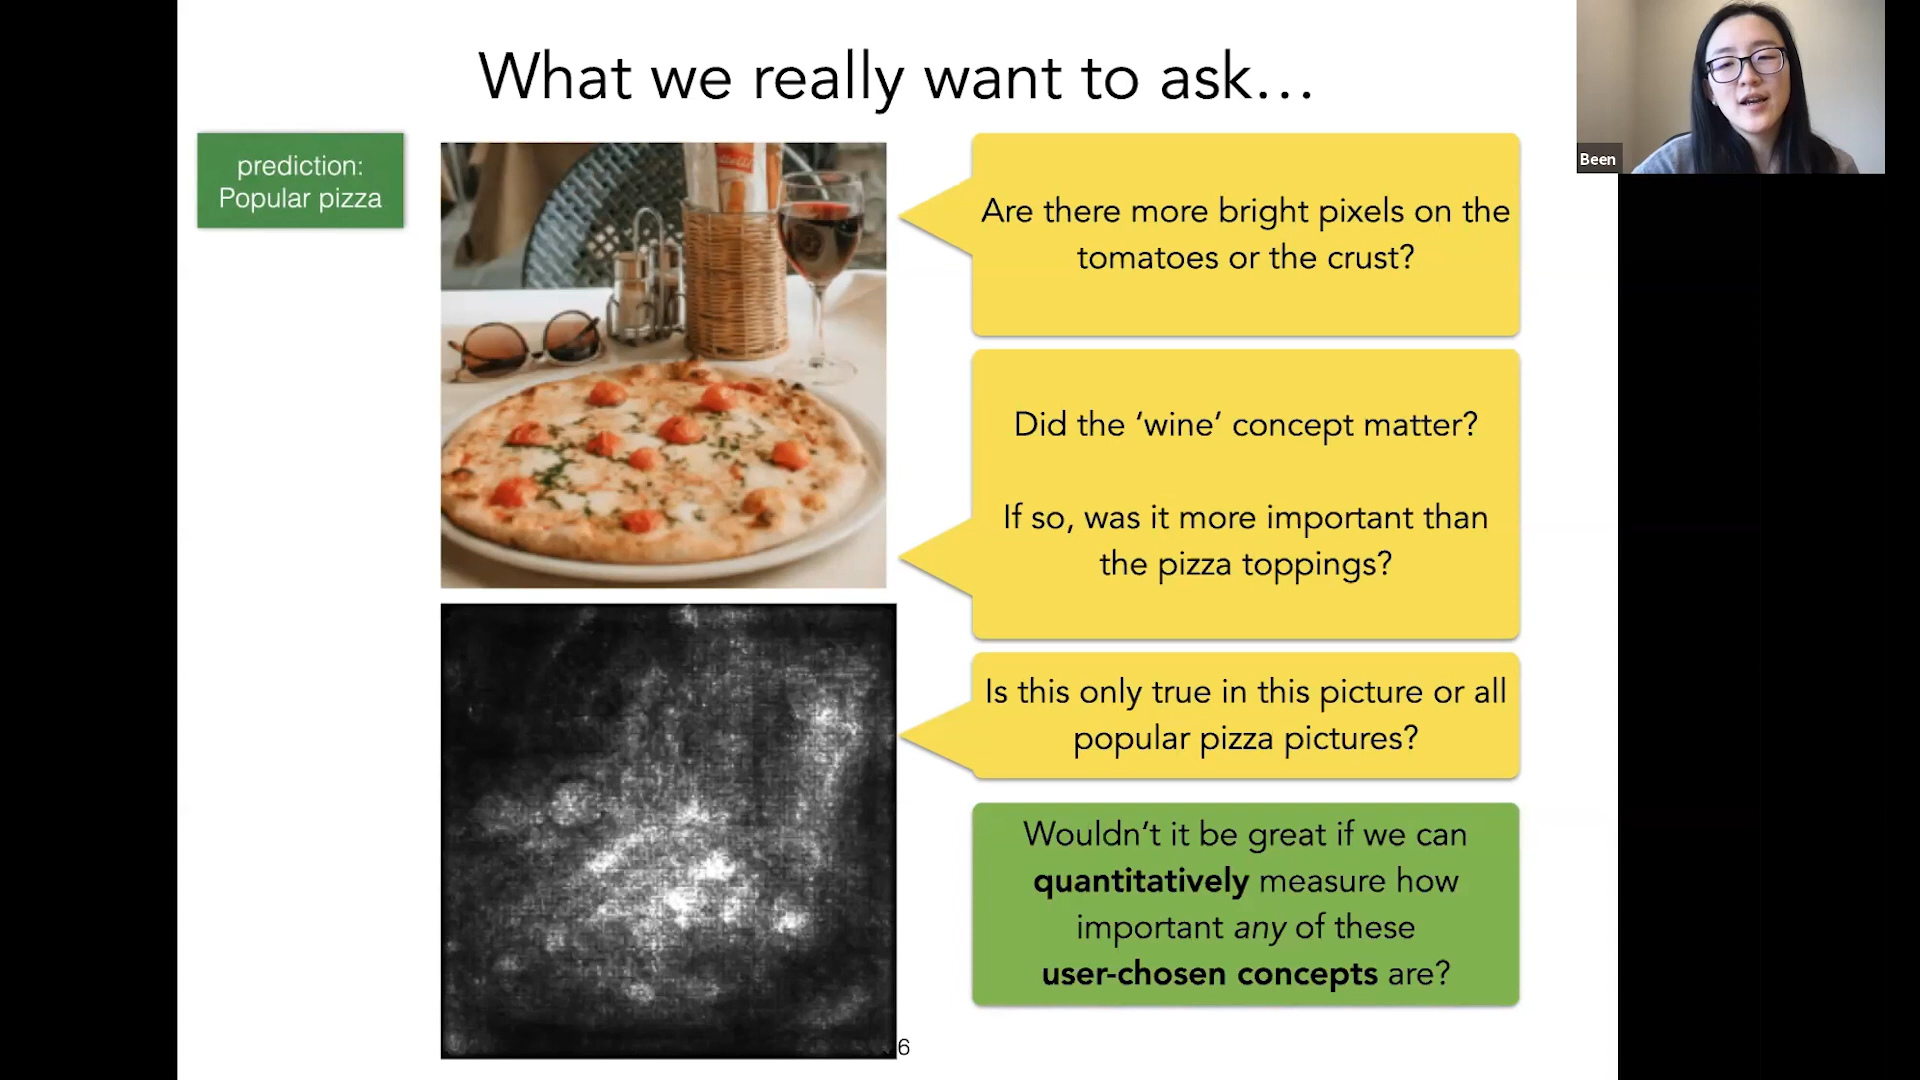 What we really want to ask...
prediction:
Popular pizza
Are there more bright pixels on the
tomatoes or the crust?
Did the ‘wine’ concept matter?
If so, was it more important than
the pizza toppings?
Is this only true in this picture or all
popular pizza pictures?
Wouldn’t it be great if we can
quantitatively measure how
important any of these
user-chosen concepts are?
6
Been